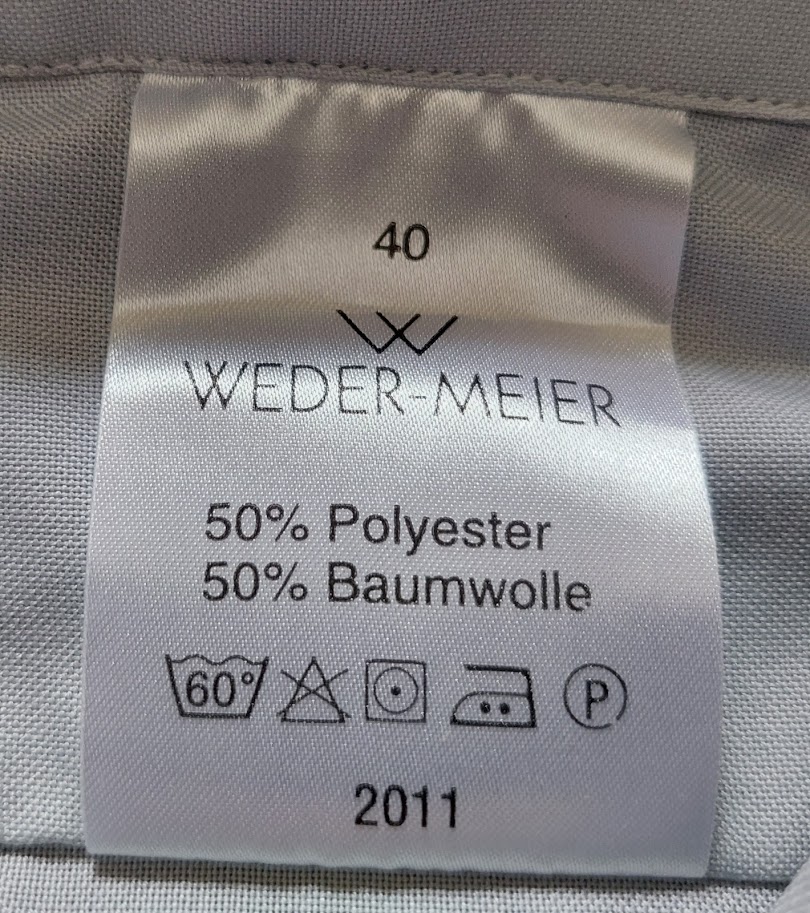 40
WEDER-MEIER
50% Polyester
50% Baumwolle
60° P
2011